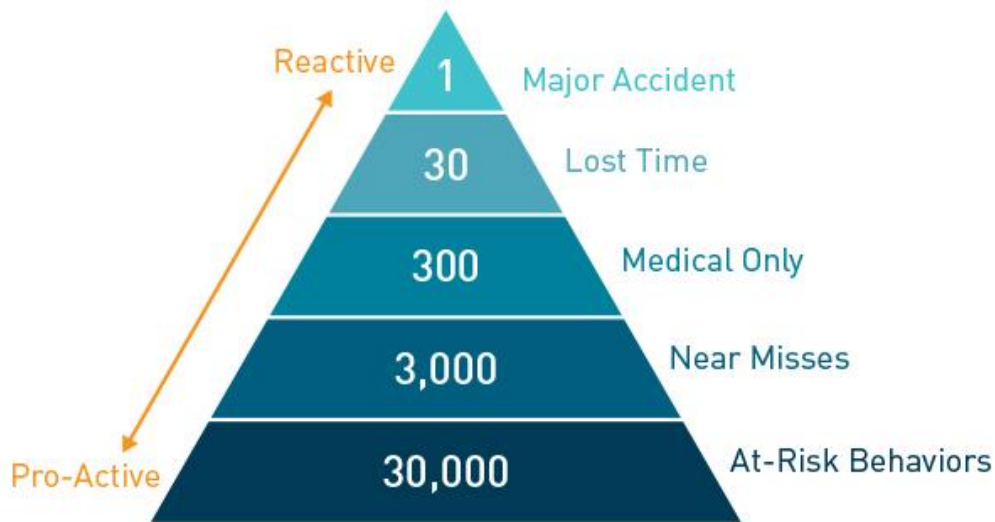 Reactive
1
Major Accident
30
Lost Time
300
Medical Only
3,000
Near Misses
Pro-Active
30,000
At-Risk Behaviors